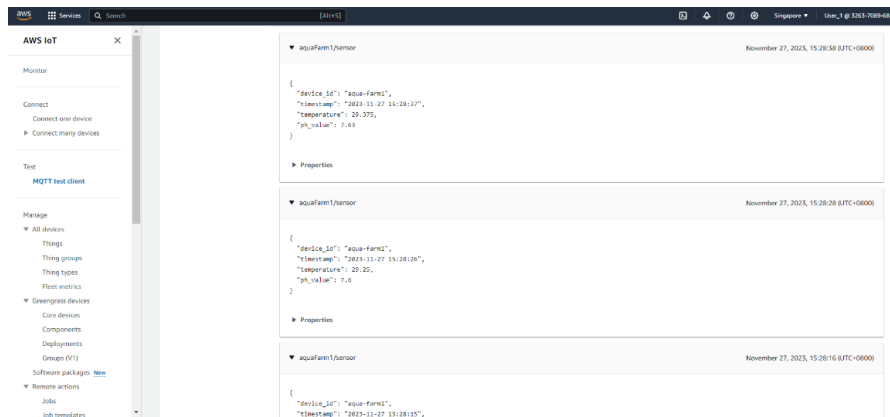 aws
Services
Search
[Alt+S]
Singapore
User_1 @ 3263-7089-68
AWS IoT
Monitor
Connect
Connect one device
Connect many devices
Test
MQTT test client
Manage
All devices
Things
Thing groups
Thing types
Fleet metrics
Greengrass devices
Core devices
Components
Deployments
Groups (V1)
Software packages New
Remote actions
Jobs
Job templates
aquaFarm1/sensor
November 27, 2023, 15:28:38 (UTC+0800)
{
"device_id": "aqua-farm1",
"timestamp": "2023-11-27 15:28:37",
"temperature": 29.375,
"ph_value": 7.63
}
Properties
aquaFarm1/sensor
November 27, 2023, 15:28:28 (UTC+0800)
{
"device_id": "aqua-farm1",
"timestamp": "2023-11-27 15:28:26",
"temperature": 29.25,
"ph_value": 7.6
}
Properties
aquaFarm1/sensor
November 27, 2023, 15:28:16 (UTC+0800)
{
"device_id": "aqua-farm1",
"timestamp": "2023-11-27 15:28:15",